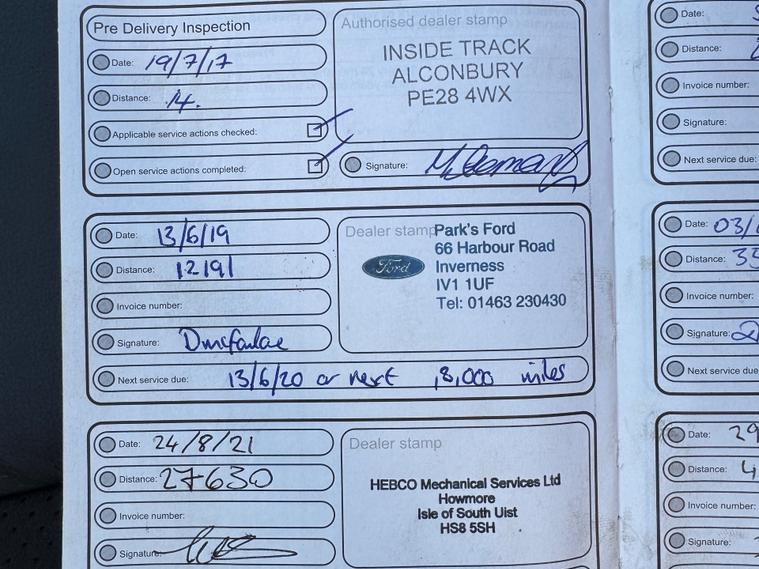 Pre Delivery Inspection
Date: 19/7/17
Distance: 14.
Applicable service actions checked:
Open service actions completed:
Authorised dealer stamp
INSIDE TRACK
ALCONBURY
PE28 4WX
Signature:
Date: 13/6/19
Distance: 12191
Invoice number:
Signature:
Next service due: 13/6/20 or next 18,000 miles
Dealer stamp
Ford
Park's Ford
66 Harbour Road
Inverness
IV1 1UF
Tel: 01463 230430
Date: 24/8/21
Distance: 27630
Invoice number:
Signature:
Dealer stamp
HEBCO Mechanical Services Ltd
Howmore
Isle of South Uist
HS8 5SH
Date:
Distance:
Invoice number:
Signature:
Next service due:
Date: 03/
Distance: 33
Invoice number:
Signature:
Next service due
Date: 29
Distance: 4
Invoice number:
Signature: